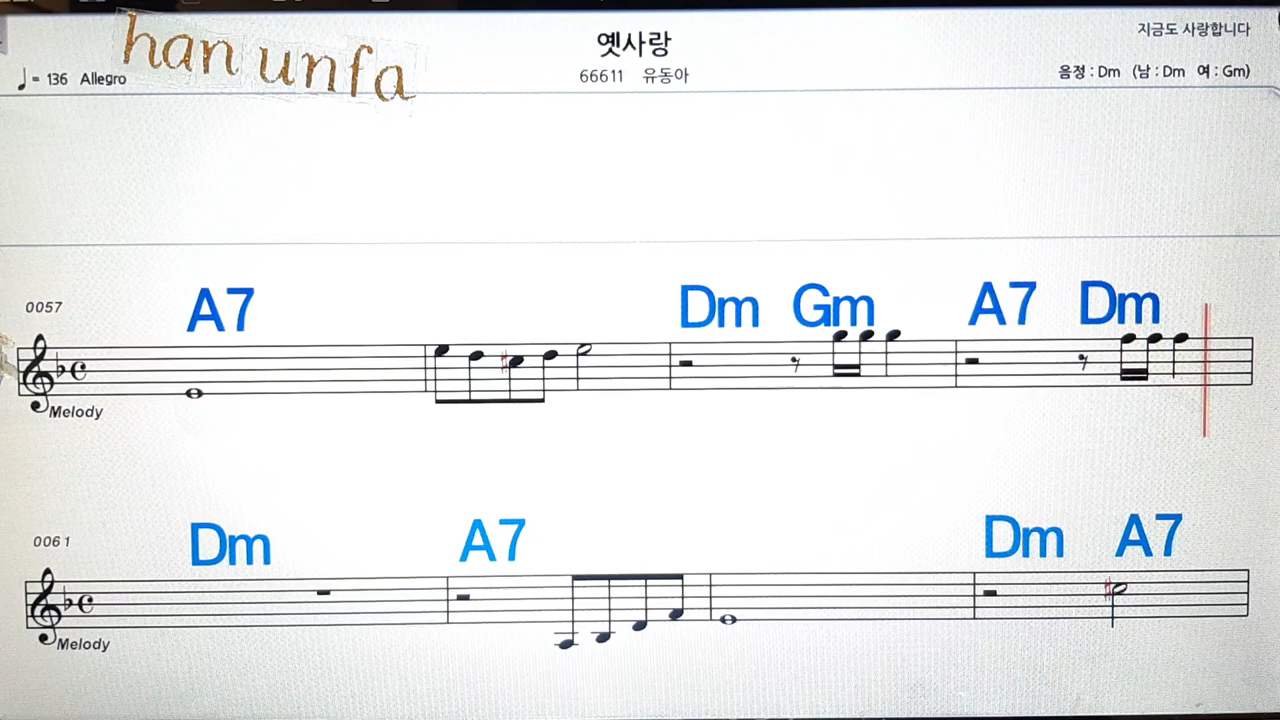 han unfa
옛사랑
지금도 사랑합니다
♩= 136 Allegro
66611 유동아
음정 : Dm (남 : Dm 여 : Gm)
A7 Dm Gm A7 Dm
0057
Melody
Dm A7 Dm A7
0061
Melody